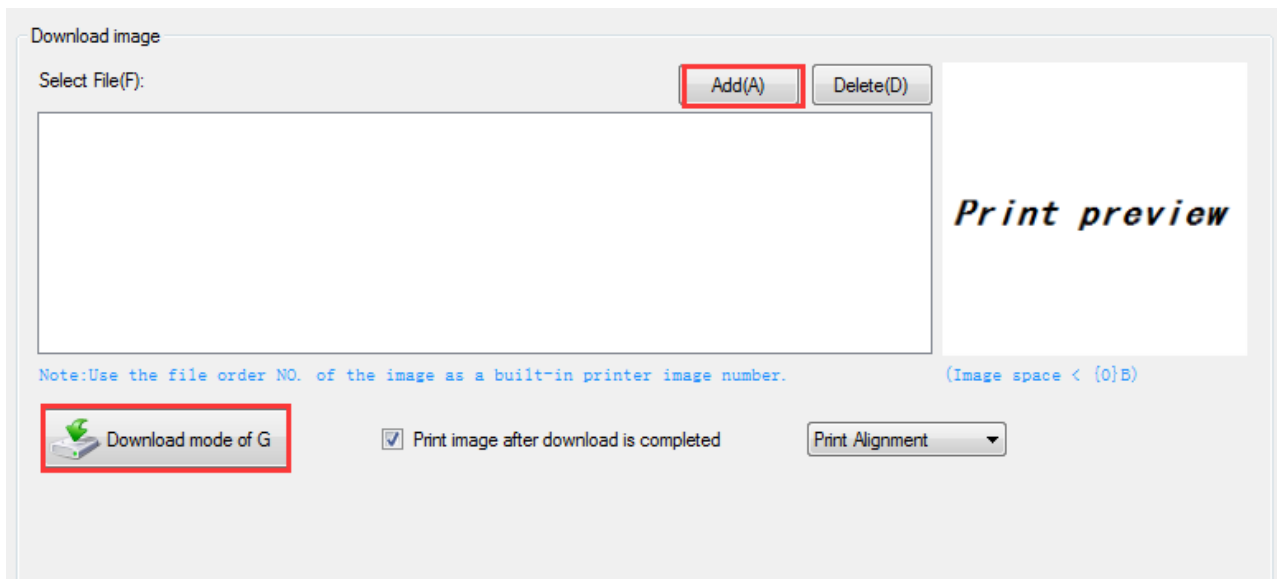 Download image
Select File(F):
Add(A)
Delete(D)
Print preview
Note:Use the file order NO. of the image as a built-in printer image number.
(Image space < {0}B)
Download mode of G
Print image after download is completed
Print Alignment